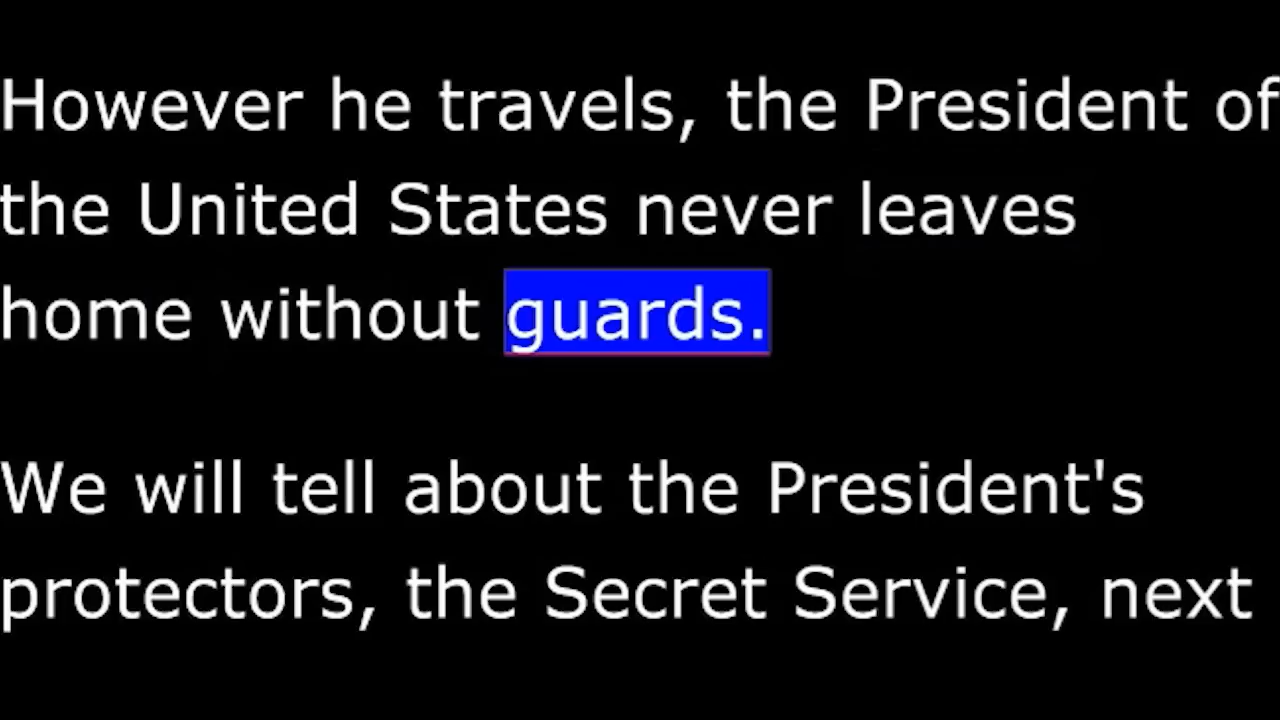 However he travels, the President of
the United States never leaves
home without guards.
We will tell about the President's
protectors, the Secret Service, next